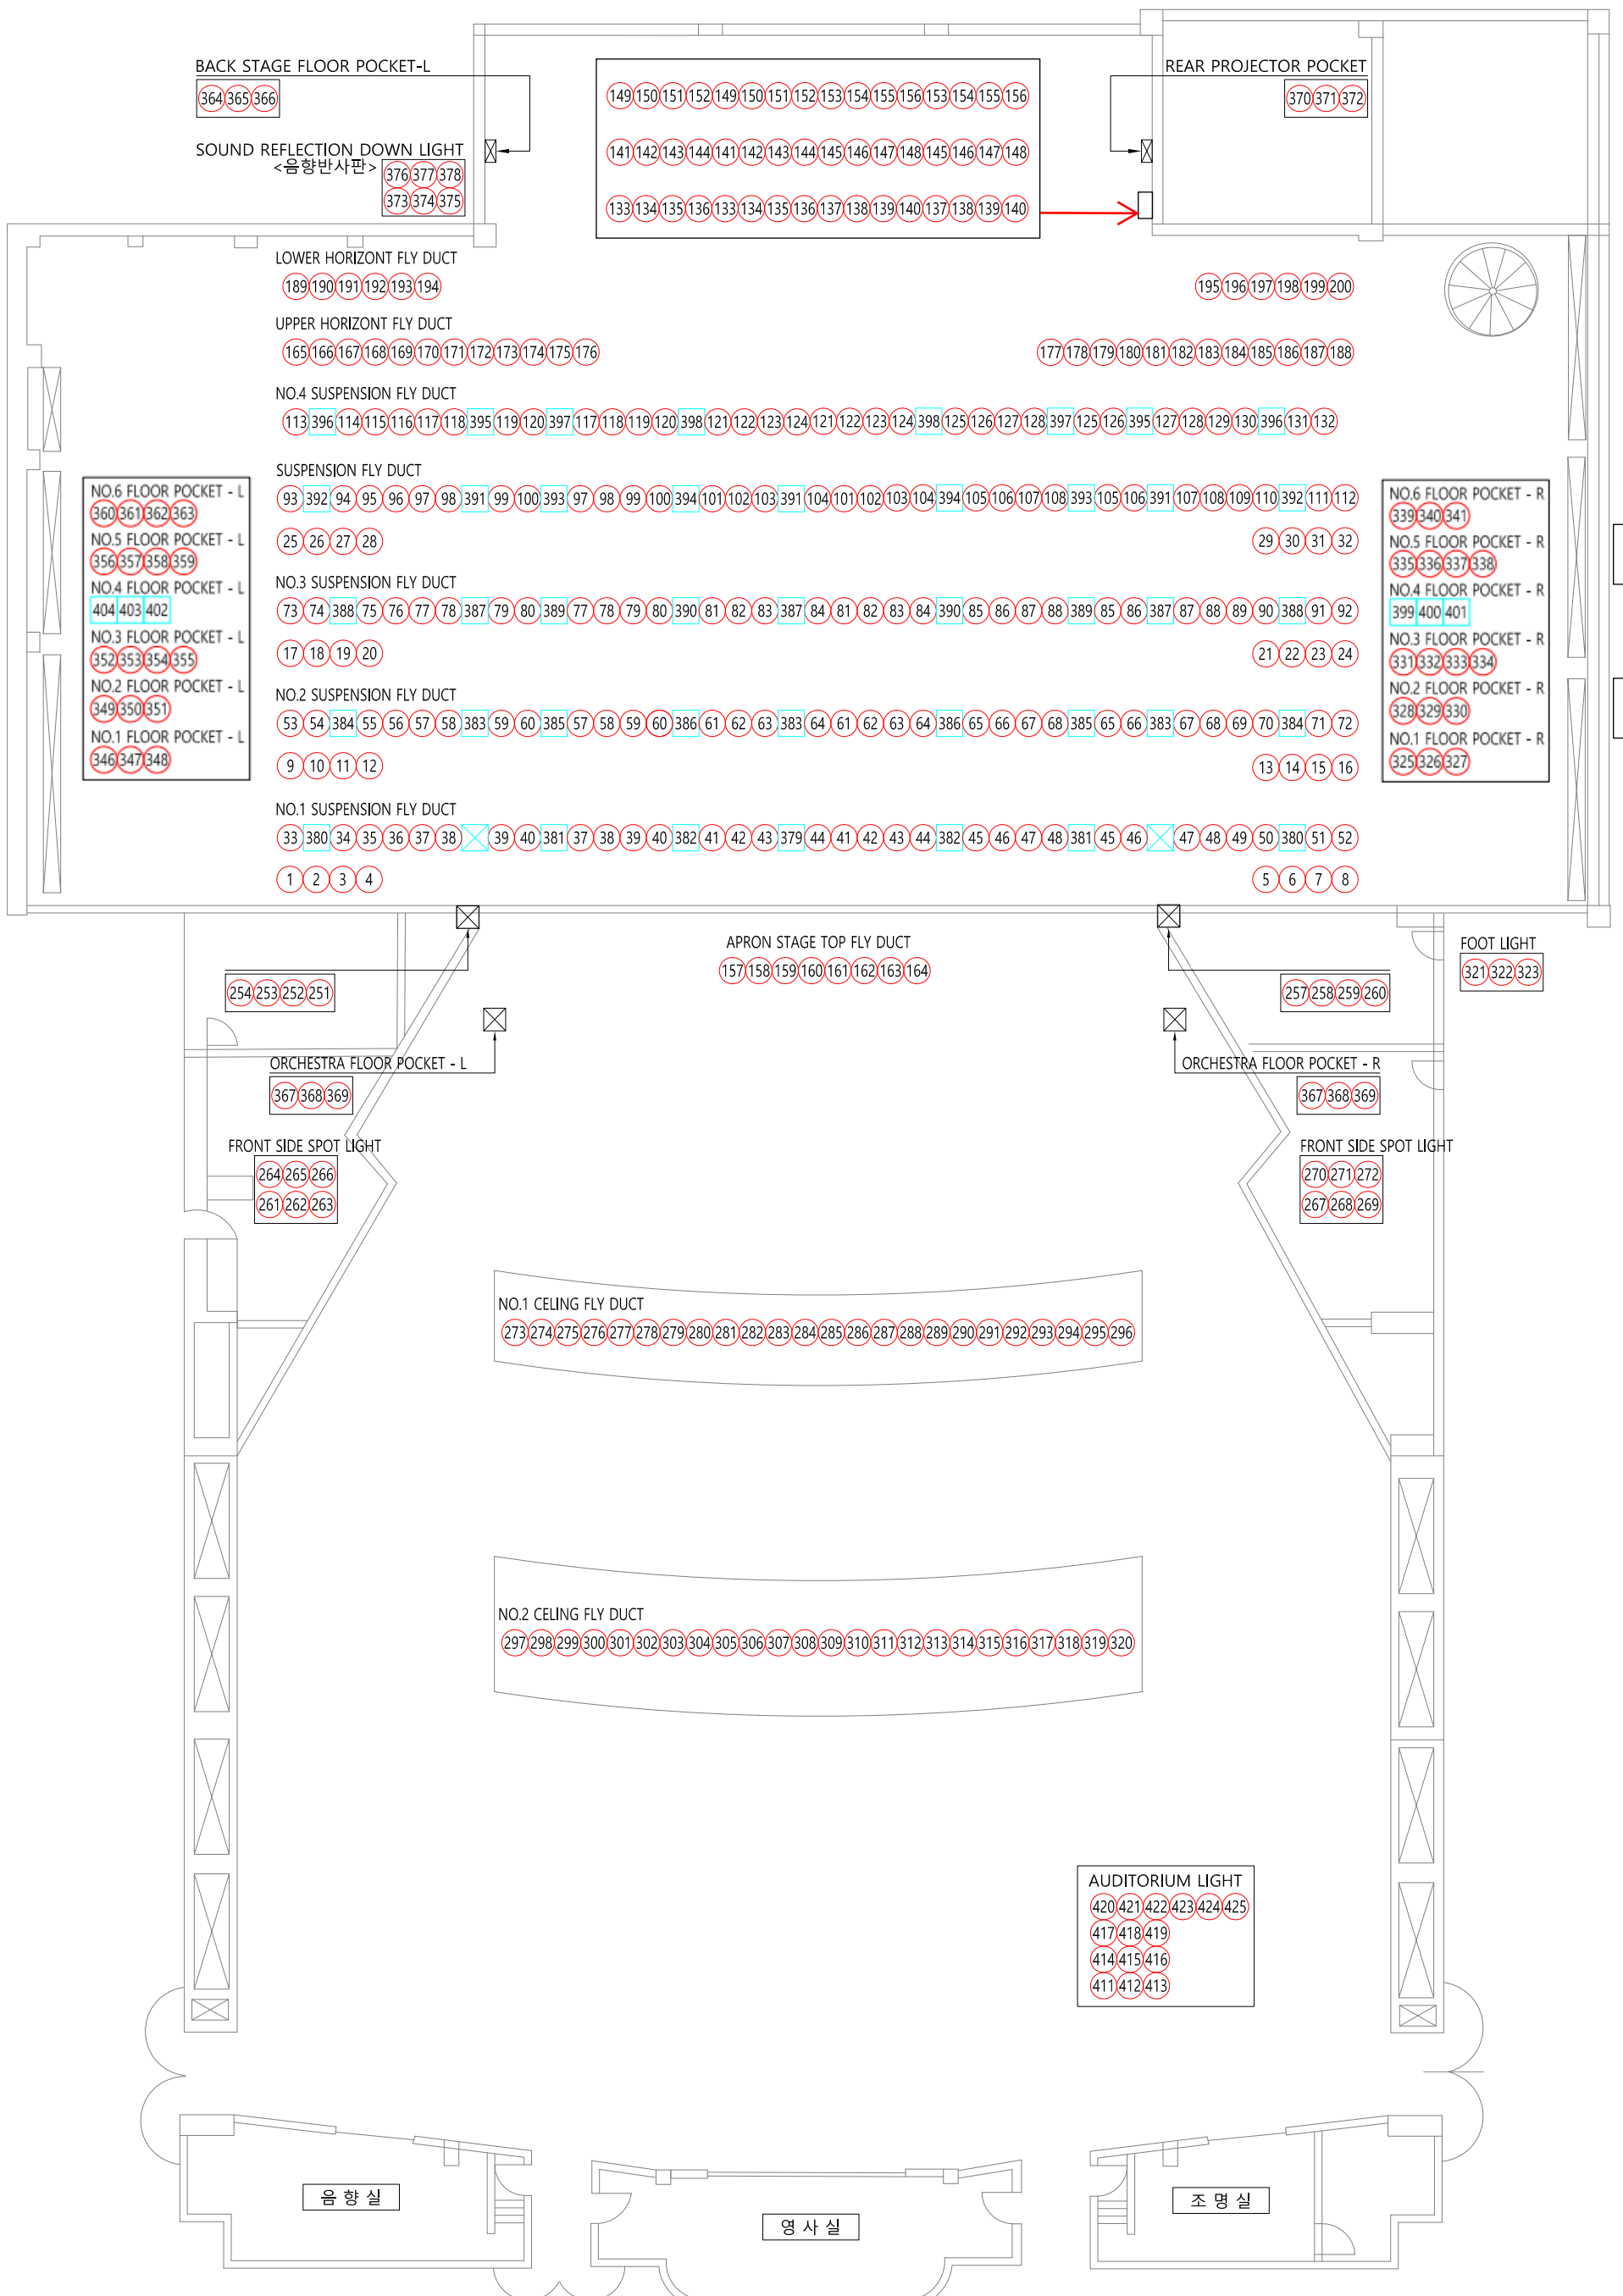 BACK STAGE FLOOR POCKET-L
364 365 366
SOUND REFLECTION DOWN LIGHT
<음향반사판>
376 377 378
373 374 375
149 150 151 152 149 150 151 152 153 154 155 156 153 154 155 156
141 142 143 144 141 142 143 144 145 146 147 148 145 146 147 148
133 134 135 136 133 134 135 136 137 138 139 140 137 138 139 140
REAR PROJECTOR POCKET
370 371 372
LOWER HORIZONT FLY DUCT
189 190 191 192 193 194 195 196 197 198 199 200
UPPER HORIZONT FLY DUCT
165 166 167 168 169 170 171 172 173 174 175 176 177 178 179 180 181 182 183 184 185 186 187 188
NO.4 SUSPENSION FLY DUCT
113 396 114 115 116 117 118 395 119 120 397 117 118 119 120 398 121 122 123 124 121 122 123 124 398 125 126 127 128 397 125 126 395 127 128 129 130 396 131 132
SUSPENSION FLY DUCT
93 392 94 95 96 97 98 391 99 100 393 97 98 99 100 394 101 102 103 391 104 101 102 103 104 394 105 106 107 108 393 105 106 391 107 108 109 110 392 111 112
25 26 27 28 29 30 31 32
NO.3 SUSPENSION FLY DUCT
73 74 388 75 76 77 78 387 79 80 389 77 78 79 80 390 81 82 83 387 84 81 82 83 84 390 85 86 87 88 389 85 86 387 87 88 89 90 388 91 92
17 18 19 20 21 22 23 24
NO.2 SUSPENSION FLY DUCT
53 54 384 55 56 57 58 383 59 60 385 57 58 59 60 386 61 62 63 383 64 61 62 63 64 386 65 66 67 68 385 65 66 383 67 68 69 70 384 71 72
9 10 11 12 13 14 15 16
NO.1 SUSPENSION FLY DUCT
33 380 34 35 36 37 38 39 40 381 37 38 39 40 382 41 42 43 379 44 41 42 43 44 382 45 46 47 48 381 45 46 47 48 49 50 380 51 52
1 2 3 4 5 6 7 8
NO.6 FLOOR POCKET - L
360 361 362 363
NO.5 FLOOR POCKET - L
356 357 358 359
NO.4 FLOOR POCKET - L
404 403 402
NO.3 FLOOR POCKET - L
352 353 354 355
NO.2 FLOOR POCKET - L
349 350 351
NO.1 FLOOR POCKET - L
346 347 348
NO.6 FLOOR POCKET - R
339 340 341
NO.5 FLOOR POCKET - R
335 336 337 338
NO.4 FLOOR POCKET - R
399 400 401
NO.3 FLOOR POCKET - R
331 332 333 334
NO.2 FLOOR POCKET - R
328 329 330
NO.1 FLOOR POCKET - R
325 326 327
APRON STAGE TOP FLY DUCT
157 158 159 160 161 162 163 164
FOOT LIGHT
321 322 323
254 253 252 251
257 258 259 260
ORCHESTRA FLOOR POCKET - L
367 368 369
ORCHESTRA FLOOR POCKET - R
367 368 369
FRONT SIDE SPOT LIGHT
264 265 266
261 262 263
FRONT SIDE SPOT LIGHT
270 271 272
267 268 269
NO.1 CELING FLY DUCT
273 274 275 276 277 278 279 280 281 282 283 284 285 286 287 288 289 290 291 292 293 294 295 296
NO.2 CELING FLY DUCT
297 298 299 300 301 302 303 304 305 306 307 308 309 310 311 312 313 314 315 316 317 318 319 320
AUDITORIUM LIGHT
420 421 422 423 424 425
417 418 419
414 415 416
411 412 413
음 향 실
영 사 실
조 명 실